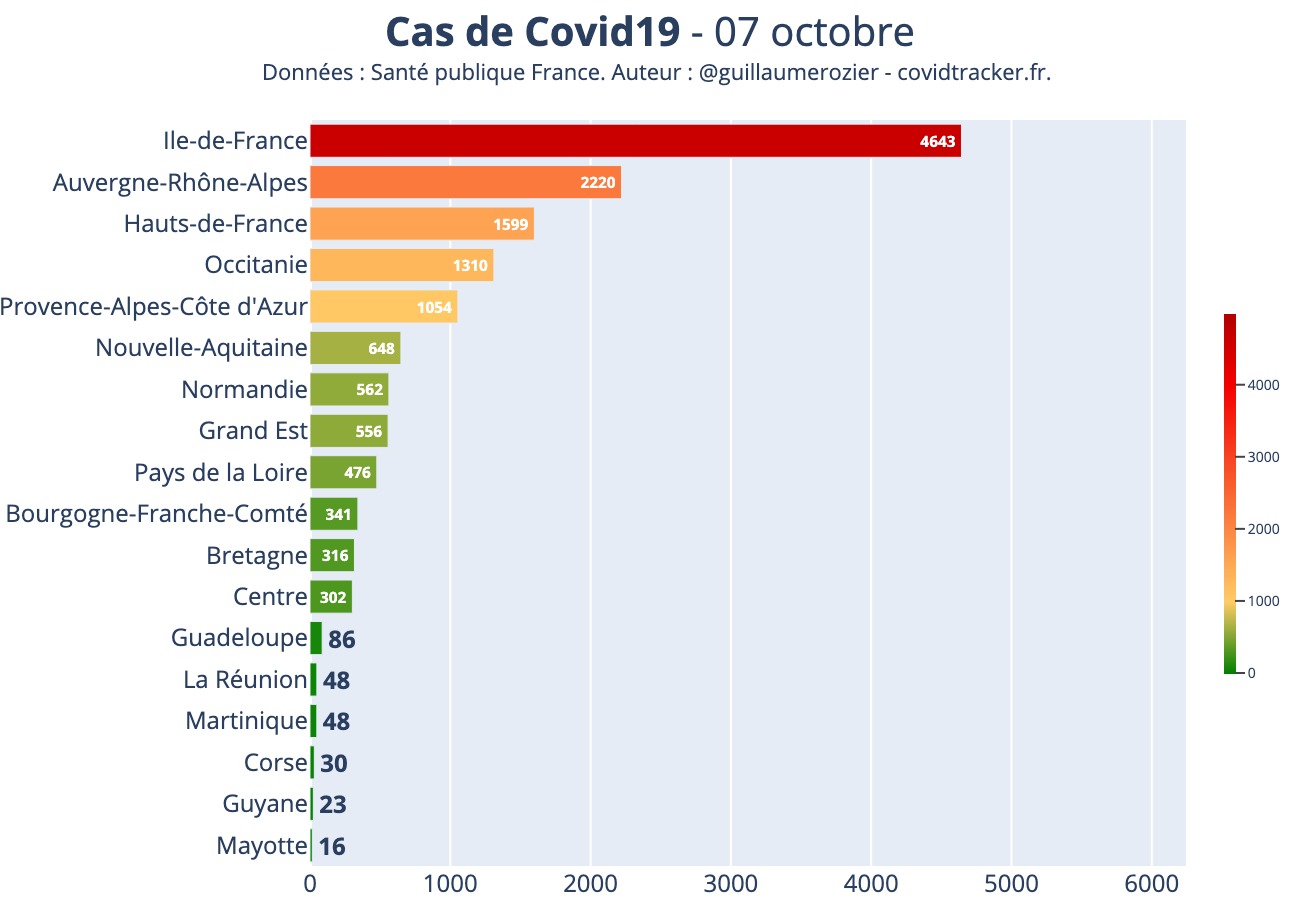 Cas de Covid19 - 07 octobre
Données : Santé publique France. Auteur : @guillaumerozier - covidtracker.fr.
Ile-de-France 4643
Auvergne-Rhône-Alpes 2220
Hauts-de-France 1599
Occitanie 1310
Provence-Alpes-Côte d'Azur 1054
Nouvelle-Aquitaine 648
Normandie 562
Grand Est 556
Pays de la Loire 476
Bourgogne-Franche-Comté 341
Bretagne 316
Centre 302
Guadeloupe 86
La Réunion 48
Martinique 48
Corse 30
Guyane 23
Mayotte 16
0 1000 2000 3000 4000 5000 6000
4000
3000
2000
1000
0